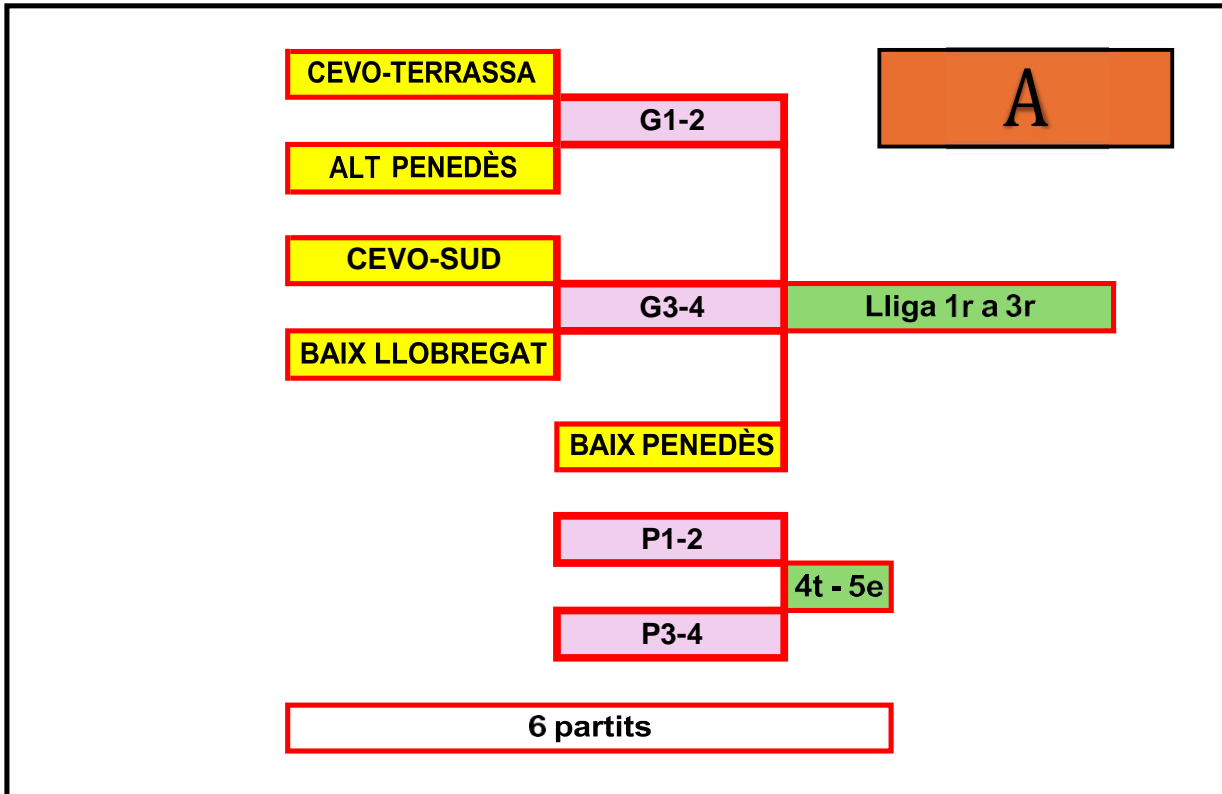 CEVO-TERRASSA
A
G1-2
ALT PENEDÈS
CEVO-SUD
G3-4
Lliga 1r a 3r
BAIX LLOBREGAT
BAIX PENEDÈS
P1-2
4t - 5e
P3-4
6 partits